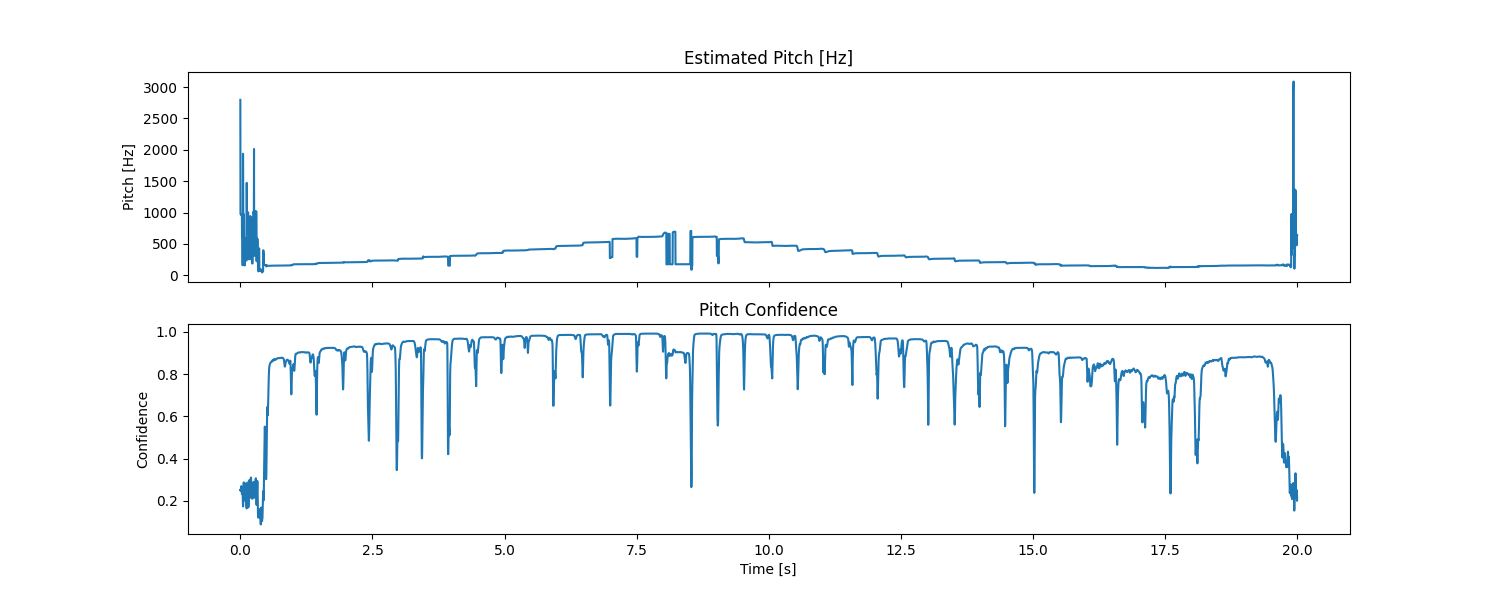 Estimated Pitch [Hz]
Pitch [Hz]
3000
2500
2000
1500
1000
500
0
Pitch Confidence
Confidence
1.0
0.8
0.6
0.4
0.2
0.0 2.5 5.0 7.5 10.0 12.5 15.0 17.5 20.0
Time [s]